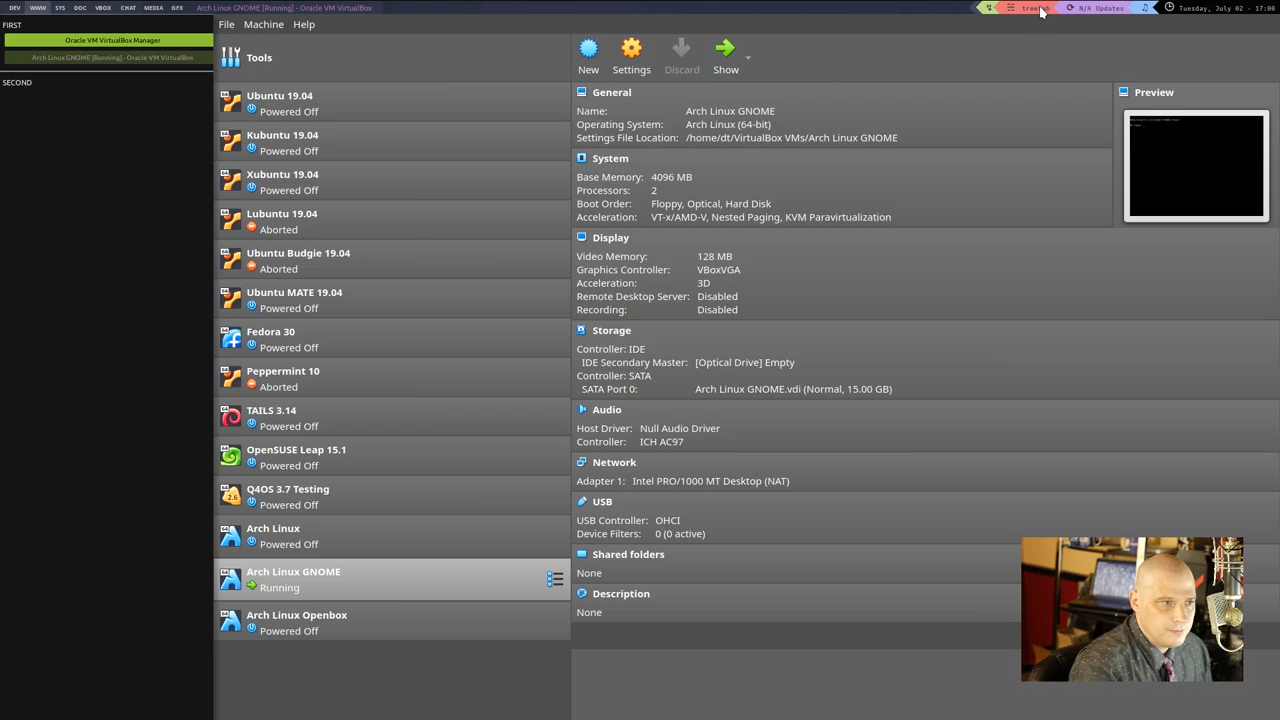 DEV WWW SYS DOC VBOX CHAT MEDIA GFX Arch Linux GNOME [Running] - Oracle VM VirtualBox N/A Updates Tuesday, July 02 - 17:00
FIRST
Oracle VM VirtualBox Manager
Arch Linux GNOME [Running] - Oracle VM VirtualBox
SECOND
File Machine Help
Tools
Ubuntu 19.04
Powered Off
Kubuntu 19.04
Powered Off
Xubuntu 19.04
Powered Off
Lubuntu 19.04
Aborted
Ubuntu Budgie 19.04
Aborted
Ubuntu MATE 19.04
Powered Off
Fedora 30
Powered Off
Peppermint 10
Aborted
TAILS 3.14
Powered Off
OpenSUSE Leap 15.1
Powered Off
Q4OS 3.7 Testing
Powered Off
Arch Linux
Powered Off
Arch Linux GNOME
Running
Arch Linux Openbox
Powered Off
New Settings Discard Show
General
Name: Arch Linux GNOME
Operating System: Arch Linux (64-bit)
Settings File Location: /home/dt/VirtualBox VMs/Arch Linux GNOME
System
Base Memory: 4096 MB
Processors: 2
Boot Order: Floppy, Optical, Hard Disk
Acceleration: VT-x/AMD-V, Nested Paging, KVM Paravirtualization
Display
Video Memory: 128 MB
Graphics Controller: VBoxVGA
Acceleration: 3D
Remote Desktop Server: Disabled
Recording: Disabled
Storage
Controller: IDE
IDE Secondary Master: [Optical Drive] Empty
Controller: SATA
SATA Port 0: Arch Linux GNOME.vdi (Normal, 15.00 GB)
Audio
Host Driver: Null Audio Driver
Controller: ICH AC97
Network
Adapter 1: Intel PRO/1000 MT Desktop (NAT)
USB
USB Controller: OHCI
Device Filters: 0 (0 active)
Shared folders
None
Description
None
Preview